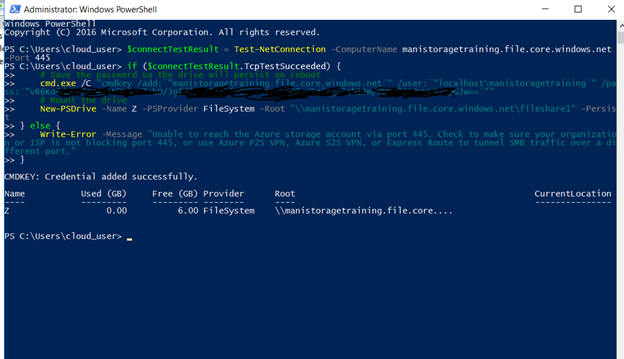 Administrator: Windows PowerShell
Windows PowerShell
Copyright (C) 2016 Microsoft Corporation. All rights reserved.
PS C:\Users\cloud_user> $connectTestResult = Test-NetConnection -ComputerName manistoragetraining.file.core.windows.net
-Port 445
PS C:\Users\cloud_user> if ($connectTestResult.TcpTestSucceeded) {
>> # Save the password so the drive will persist on reboot
>> cmd.exe /C "cmdkey /add:`"manistoragetraining.file.core.windows.net`" /user:`"localhost\manistoragetraining`" /pa
ss:`"
>> # Mount the drive
>> New-PSDrive -Name Z -PSProvider FileSystem -Root "\\manistoragetraining.file.core.windows.net\fileshare1" -Persis
t
>> } else {
>> Write-Error -Message "Unable to reach the Azure storage account via port 445. Check to make sure your organizatio
n or ISP is not blocking port 445, or use Azure P2S VPN, Azure S2S VPN, or Express Route to tunnel SMB traffic over a di
fferent port."
>> }
CMDKEY: Credential added successfully.
Name Used (GB) Free (GB) Provider Root CurrentLocation
---- --------- --------- -------- ---- ---------------
Z 0.00 6.00 FileSystem \\manistoragetraining.file.core....
PS C:\Users\cloud_user> _